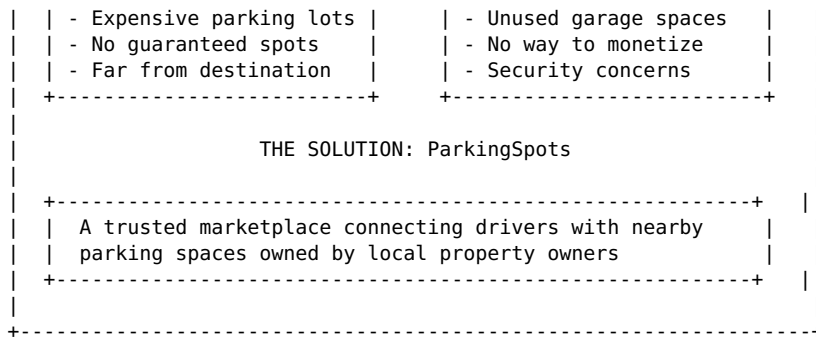 | | - Expensive parking lots | | - Unused garage spaces |
| | - No guaranteed spots | | - No way to monetize |
| | - Far from destination | | - Security concerns |
| +--------------------------+ +--------------------------+
|
| THE SOLUTION: ParkingSpots
|
| +----------------------------------------------------------+ |
| | A trusted marketplace connecting drivers with nearby |
| | parking spaces owned by local property owners |
| +----------------------------------------------------------+ |
|
+------------------------------------------------------------------+